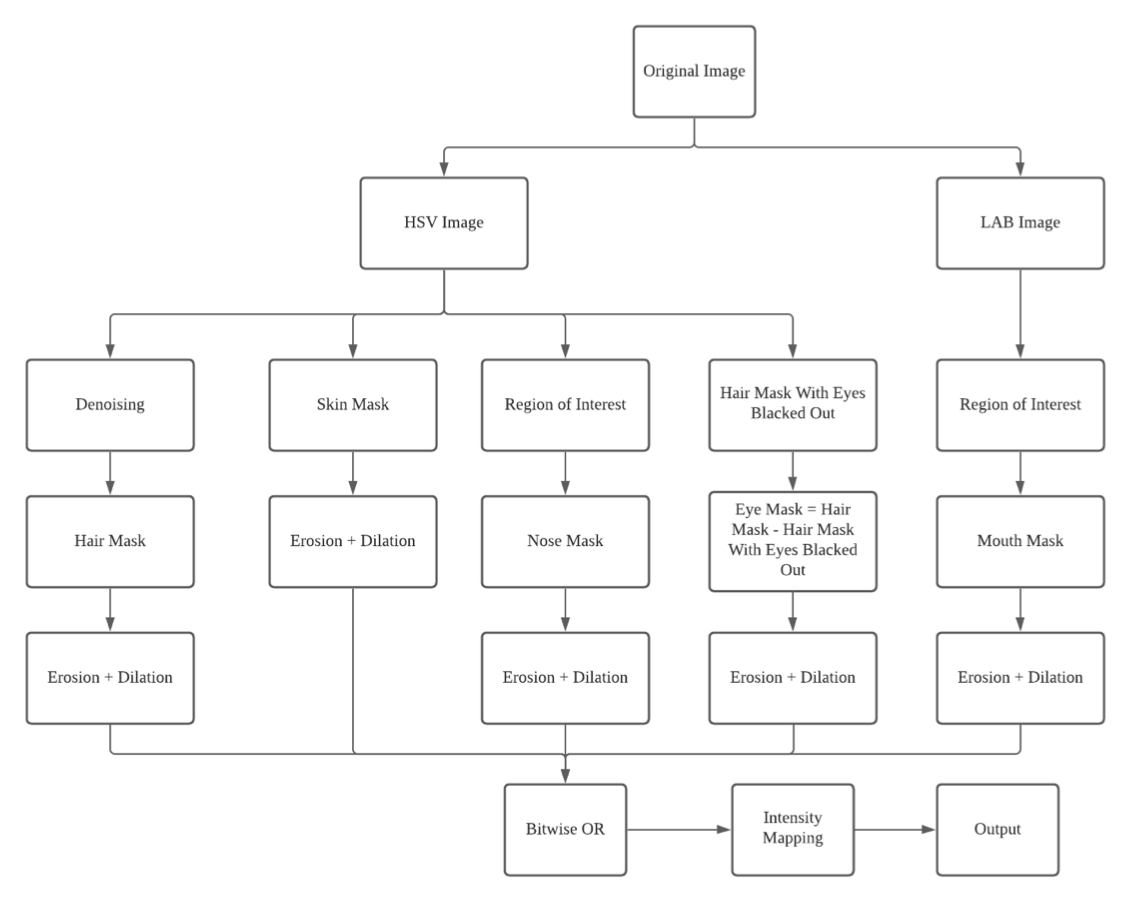 Original Image
HSV Image
LAB Image
Denoising
Skin Mask
Region of Interest
Hair Mask With Eyes
Blacked Out
Region of Interest
Hair Mask
Erosion + Dilation
Nose Mask
Eye Mask = Hair
Mask - Hair Mask
With Eyes Blacked
Out
Mouth Mask
Erosion + Dilation
Erosion + Dilation
Erosion + Dilation
Erosion + Dilation
Bitwise OR
Intensity
Mapping
Output